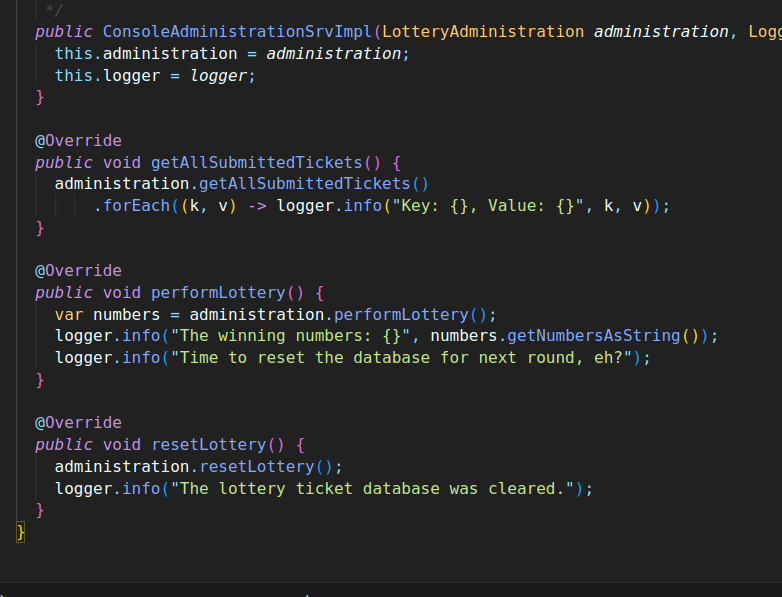 */
public ConsoleAdministrationSrvImpl(LotteryAdministration administration, Logg
this.administration = administration;
this.logger = logger;
}
@Override
public void getAllSubmittedTickets() {
administration.getAllSubmittedTickets()
.forEach((k, v) -> logger.info("Key: {}, Value: {}", k, v));
}
@Override
public void performLottery() {
var numbers = administration.performLottery();
logger.info("The winning numbers: {}", numbers.getNumbersAsString());
logger.info("Time to reset the database for next round, eh?");
}
@Override
public void resetLottery() {
administration.resetLottery();
logger.info("The lottery ticket database was cleared.");
}
}